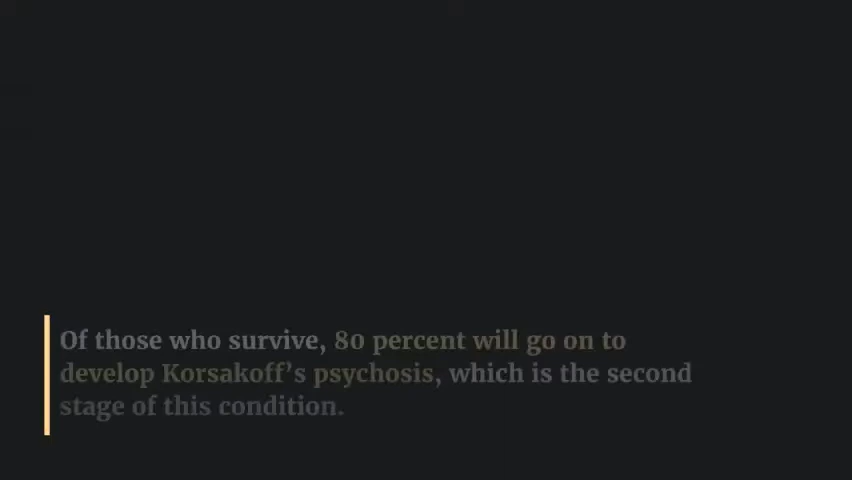 Of those who survive, 80 percent will go on to
develop Korsakoff’s psychosis, which is the second
stage of this condition.